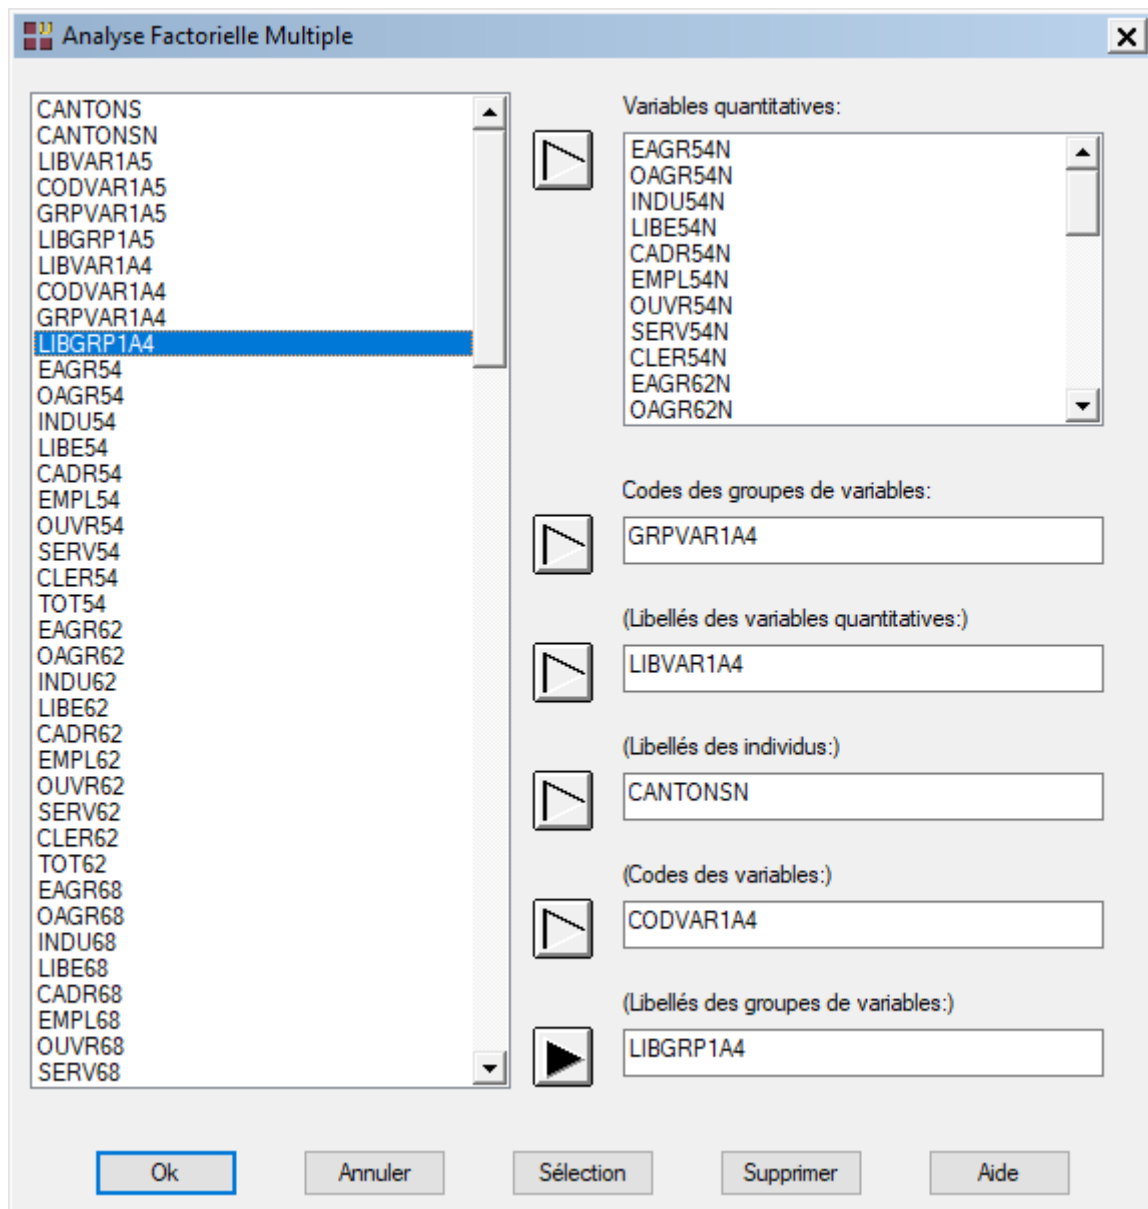 Analyse Factorielle Multiple
CANTONS
CANTONSN
LIBVAR1A5
CODVAR1A5
GRPVAR1A5
LIBGRP1A5
LIBVAR1A4
CODVAR1A4
GRPVAR1A4
LIBGRP1A4
EAGR54
OAGR54
INDU54
LIBE54
CADR54
EMPL54
OUVR54
SERV54
CLER54
TOT54
EAGR62
OAGR62
INDU62
LIBE62
CADR62
EMPL62
OUVR62
SERV62
CLER62
TOT62
EAGR68
OAGR68
INDU68
LIBE68
CADR68
EMPL68
OUVR68
SERV68
Variables quantitatives:
EAGR54N
OAGR54N
INDU54N
LIBE54N
CADR54N
EMPL54N
OUVR54N
SERV54N
CLER54N
EAGR62N
OAGR62N
Codes des groupes de variables:
GRPVAR1A4
(Libellés des variables quantitatives:)
LIBVAR1A4
(Libellés des individus:)
CANTONSN
(Codes des variables:)
CODVAR1A4
(Libellés des groupes de variables:)
LIBGRP1A4
Ok
Annuler
Sélection
Supprimer
Aide